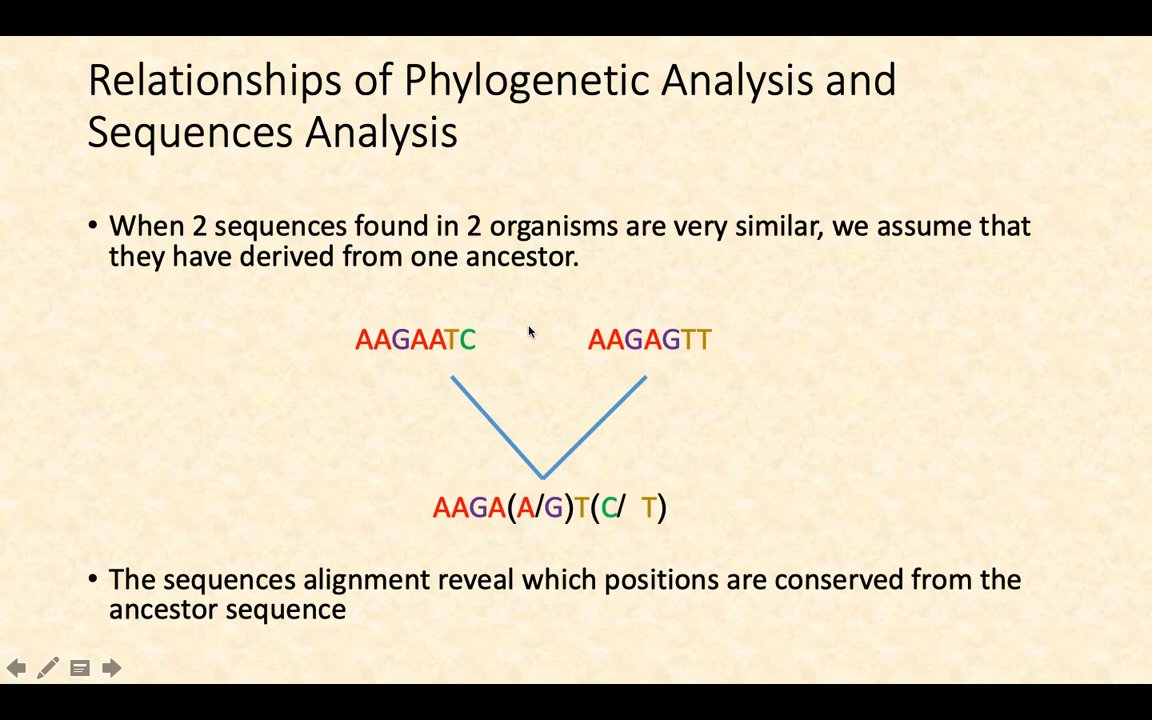 Relationships of Phylogenetic Analysis and
Sequences Analysis
• When 2 sequences found in 2 organisms are very similar, we assume that
they have derived from one ancestor.
AAGAATC AAGAGTT
AAGA(A/G)T(C/ T)
• The sequences alignment reveal which positions are conserved from the
ancestor sequence